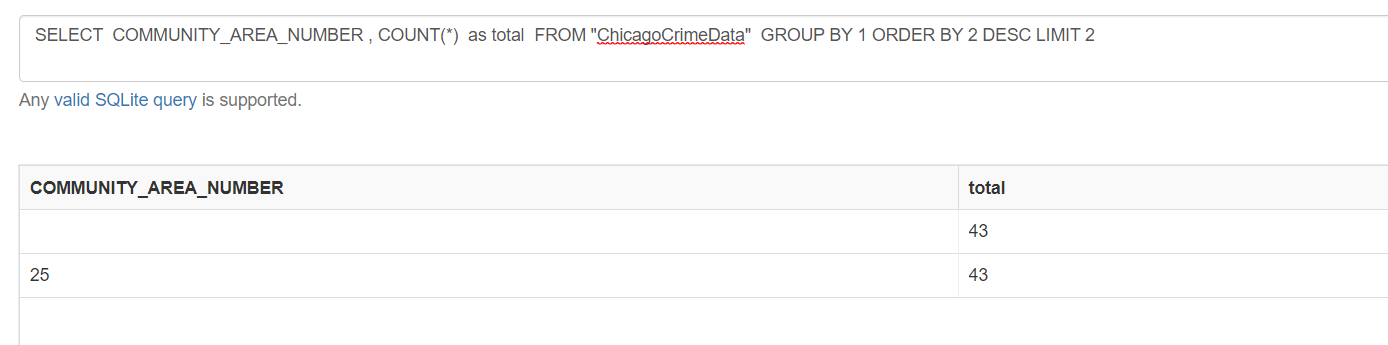 SELECT COMMUNITY_AREA_NUMBER , COUNT(*) as total FROM "ChicagoCrimeData" GROUP BY 1 ORDER BY 2 DESC LIMIT 2
Any valid SQLite query is supported.
COMMUNITY_AREA_NUMBER total
43
25 43